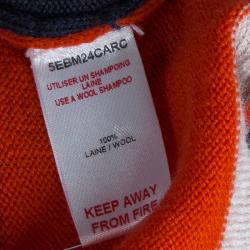 5EBM24CARC
UTILISER UN SHAMPOING
LAINE
USE A WOOL SHAMPOO
100%
LAINE / WOOL
KEEP AWAY
FROM FIRE